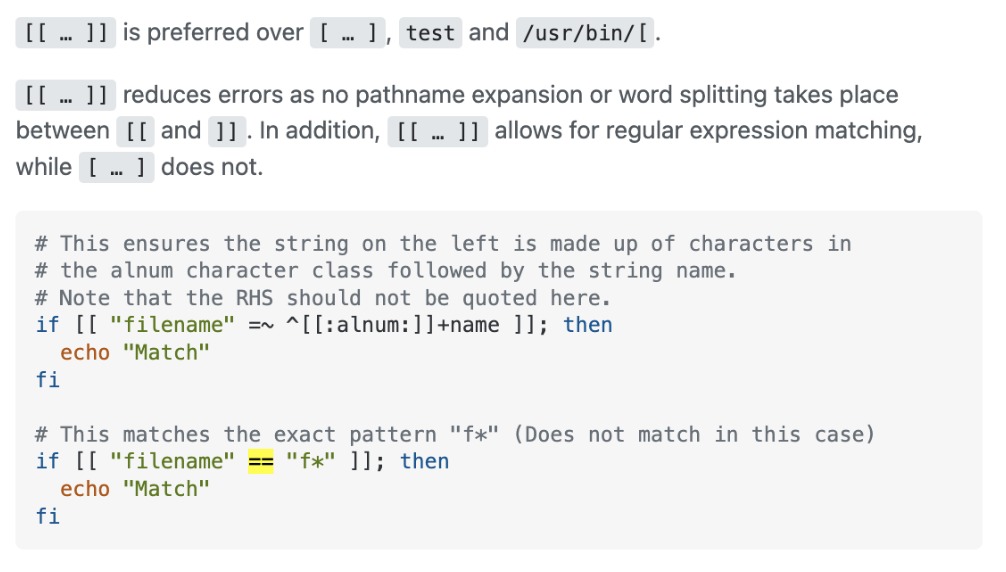 [[ … ]] is preferred over [ … ], test and /usr/bin/[.
[[ … ]] reduces errors as no pathname expansion or word splitting takes place
between [[ and ]]. In addition, [[ … ]] allows for regular expression matching,
while [ … ] does not.
# This ensures the string on the left is made up of characters in
# the alnum character class followed by the string name.
# Note that the RHS should not be quoted here.
if [[ "filename" =~ ^[[:alnum:]]+name ]]; then
  echo "Match"
fi
# This matches the exact pattern "f*" (Does not match in this case)
if [[ "filename" == "f*" ]]; then
  echo "Match"
fi